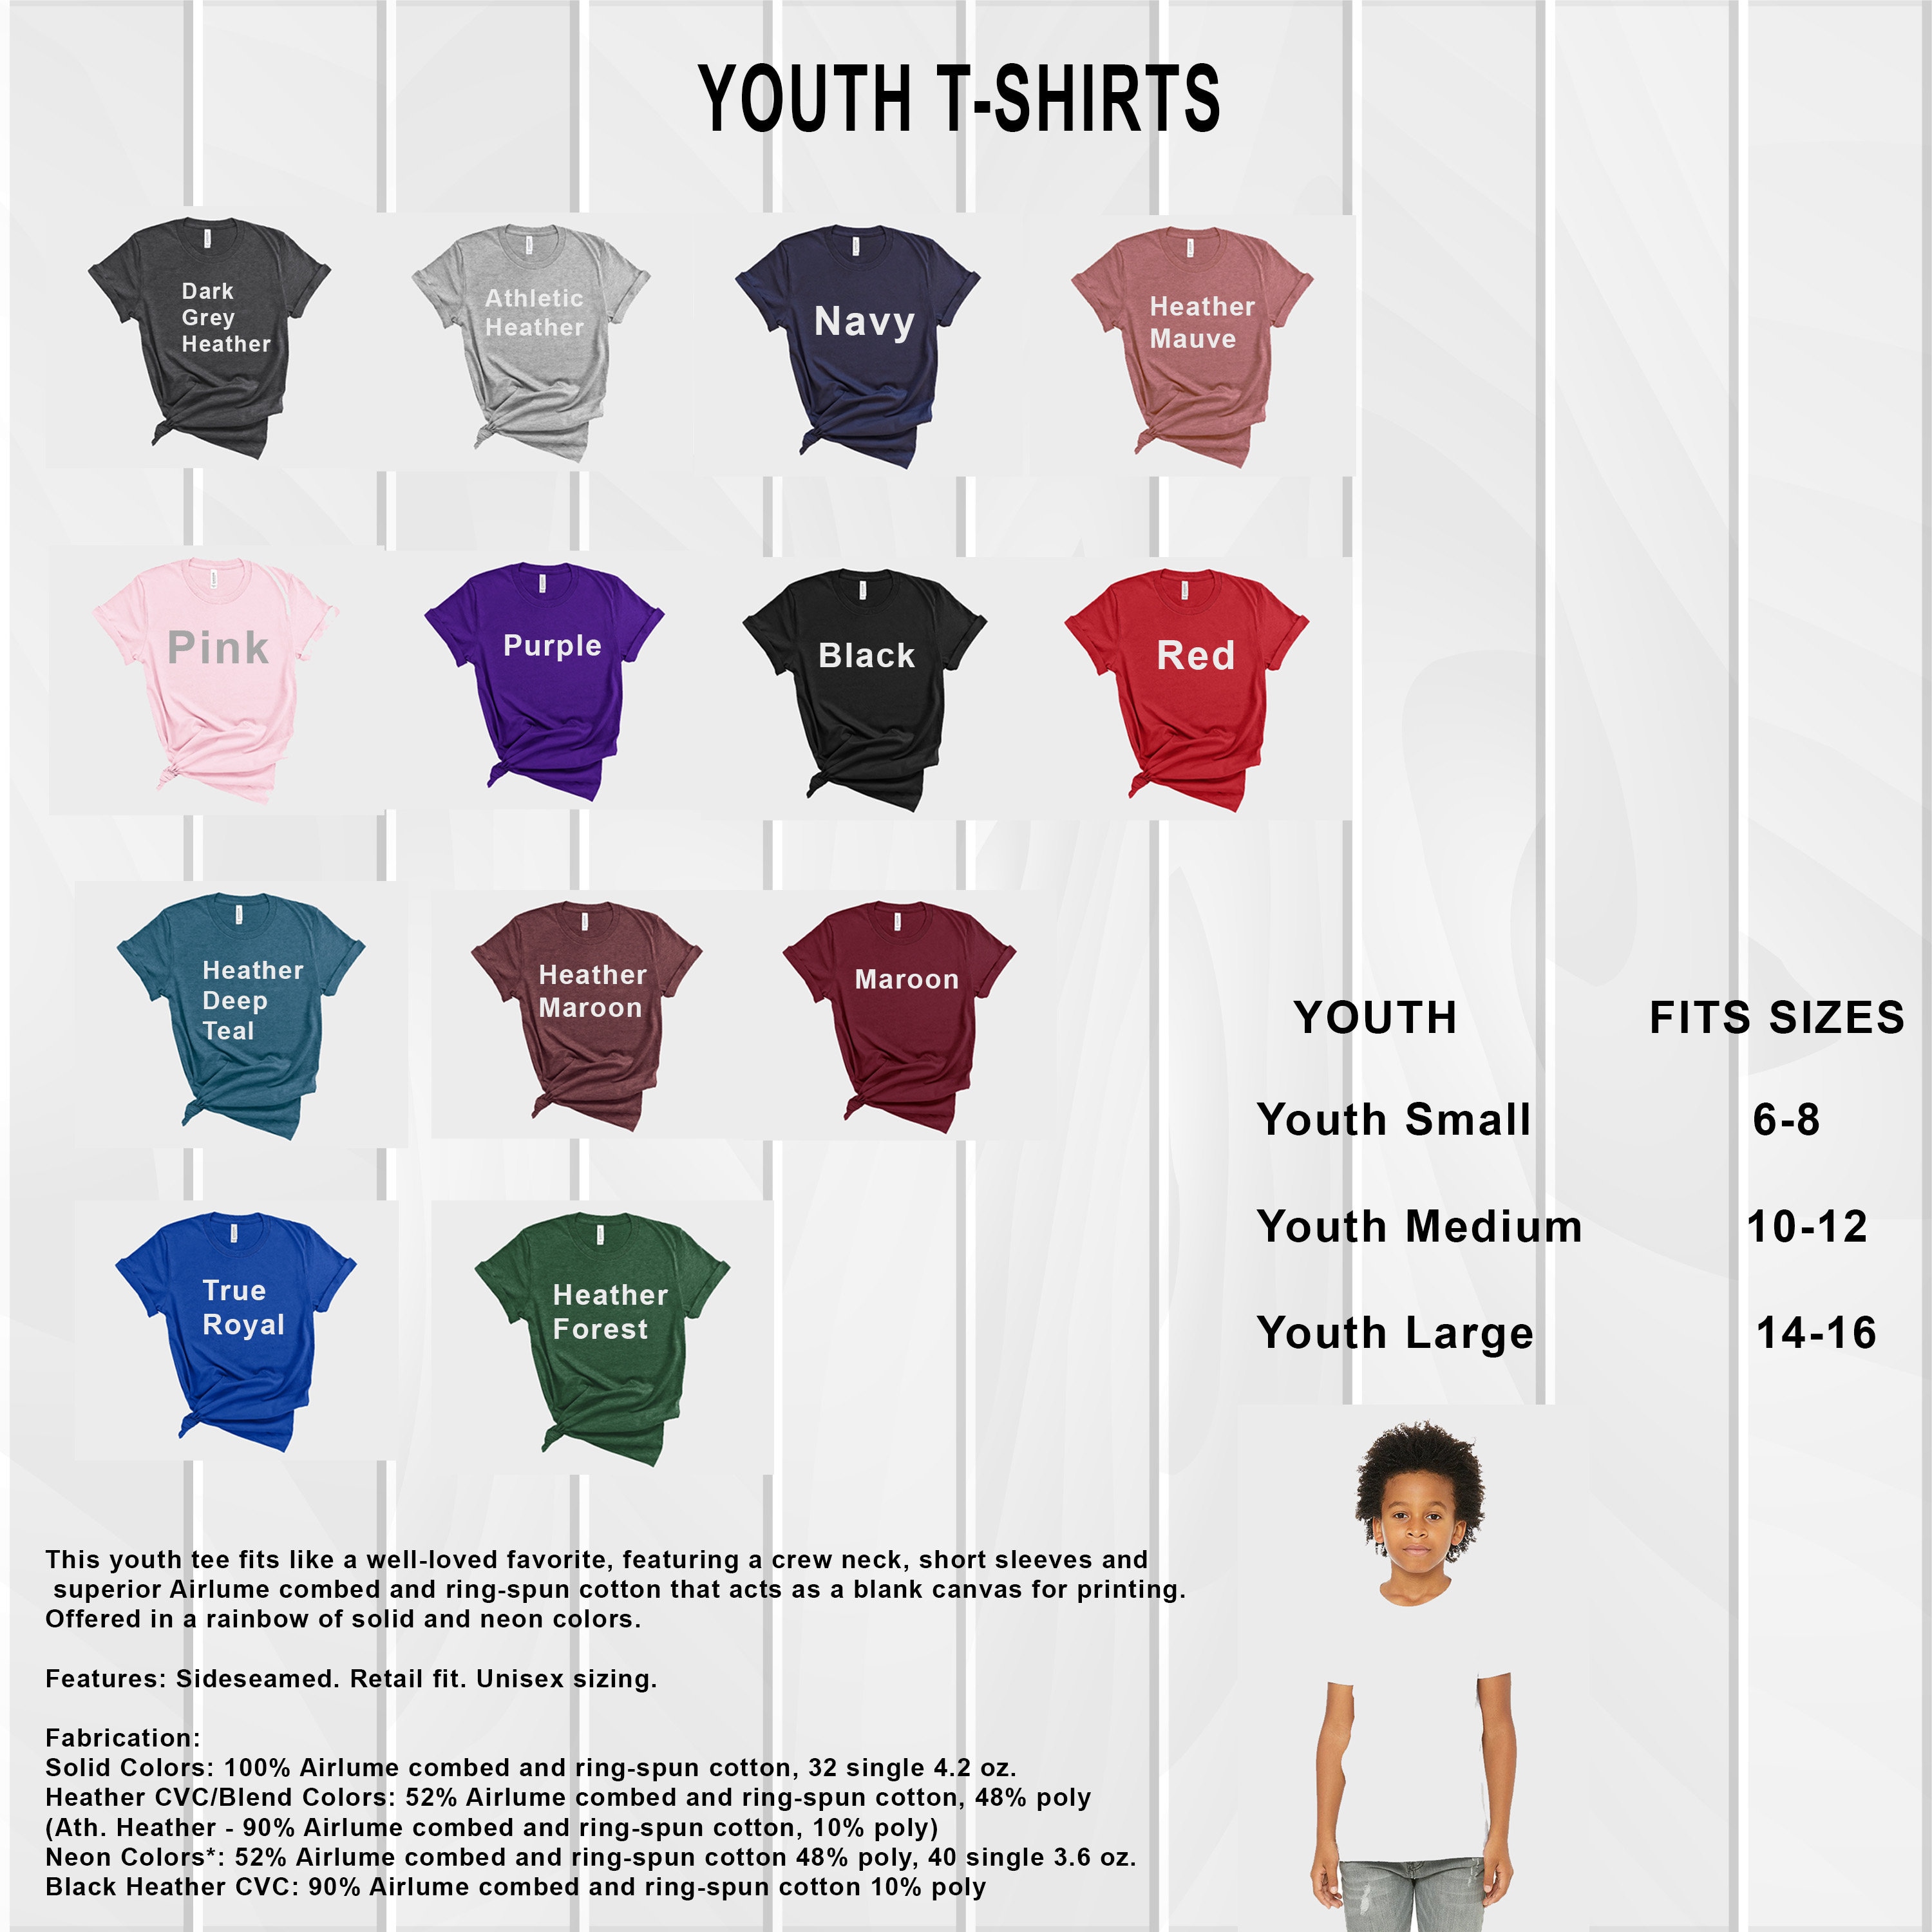 YOUTH T-SHIRTS
Dark
Grey
Heather
Athletic
Heather
Navy
Heather
Mauve
Pink
Purple
Black
Red
Heather
Deep
Teal
Heather
Maroon
Maroon
True
Royal
Heather
Forest
YOUTH FITS SIZES
Youth Small 6-8
Youth Medium 10-12
Youth Large 14-16
This youth tee fits like a well-loved favorite, featuring a crew neck, short sleeves and
superior Airlume combed and ring-spun cotton that acts as a blank canvas for printing.
Offered in a rainbow of solid and neon colors.
Features: Sideseamed. Retail fit. Unisex sizing.
Fabrication:
Solid Colors: 100% Airlume combed and ring-spun cotton, 32 single 4.2 oz.
Heather CVC/Blend Colors: 52% Airlume combed and ring-spun cotton, 48% poly
(Ath. Heather - 90% Airlume combed and ring-spun cotton, 10% poly)
Neon Colors*: 52% Airlume combed and ring-spun cotton 48% poly, 40 single 3.6 oz.
Black Heather CVC: 90% Airlume combed and ring-spun cotton 10% poly